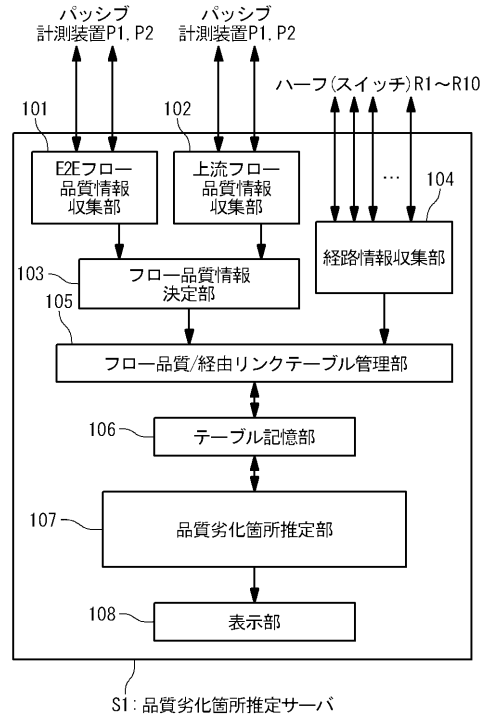 パッシブ
計測装置P1，P2
パッシブ
計測装置P1，P2
ハーフ(スイッチ)R1〜R10
101
102
E2Eフロー
品質情報
収集部
上流フロー
品質情報
収集部
…
104
103
フロー品質情報
決定部
経路情報収集部
105
フロー品質/経由リンクテーブル管理部
106
テーブル記憶部
107
品質劣化箇所推定部
108
表示部
S1：品質劣化箇所推定サーバ